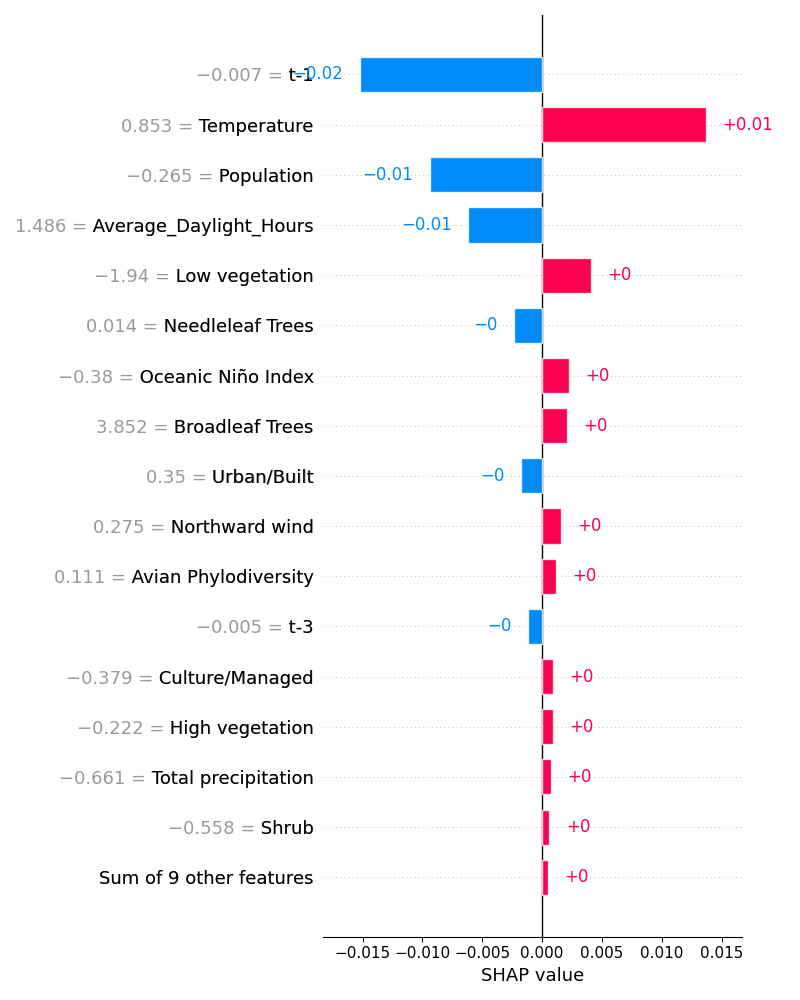 −0.007 = t-1 −0.02
0.853 = Temperature +0.01
−0.265 = Population −0.01
1.486 = Average_Daylight_Hours −0.01
−1.94 = Low vegetation +0
0.014 = Needleleaf Trees −0
−0.38 = Oceanic Niño Index +0
3.852 = Broadleaf Trees +0
0.35 = Urban/Built −0
0.275 = Northward wind +0
0.111 = Avian Phylodiversity +0
−0.005 = t-3 −0
−0.379 = Culture/Managed +0
−0.222 = High vegetation +0
−0.661 = Total precipitation +0
−0.558 = Shrub +0
Sum of 9 other features +0
−0.015 −0.010 −0.005 0.000 0.005 0.010 0.015
SHAP value